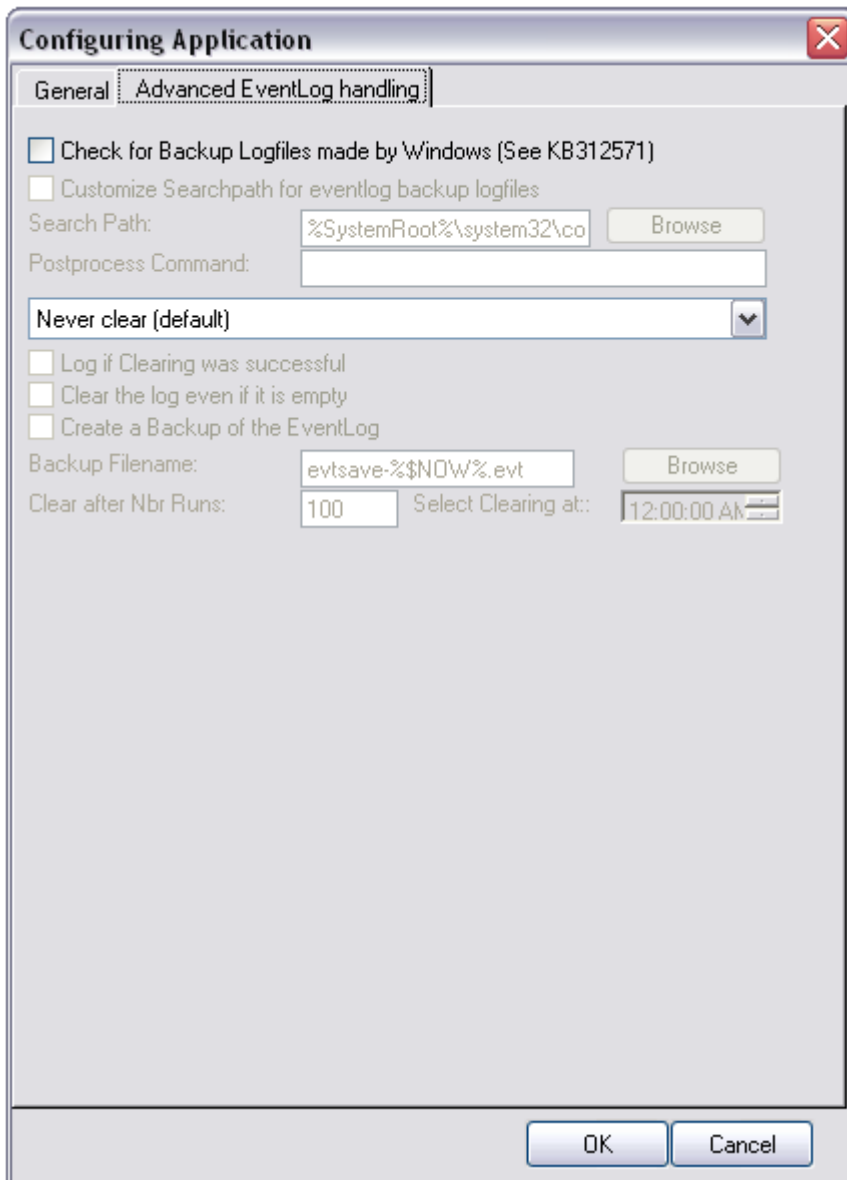 Configuring Application
General Advanced EventLog handling
Check for Backup Logfiles made by Windows (See KB312571)
Customize Searchpath for eventlog backup logfiles
Search Path: %SystemRoot%\system32\co Browse
Postprocess Command:
Never clear (default)
Log if Clearing was successful
Clear the log even if it is empty
Create a Backup of the EventLog
Backup Filename: evtsave-%$NOW%.evt Browse
Clear after Nbr Runs: 100 Select Clearing at:: 12:00:00 AM
OK Cancel